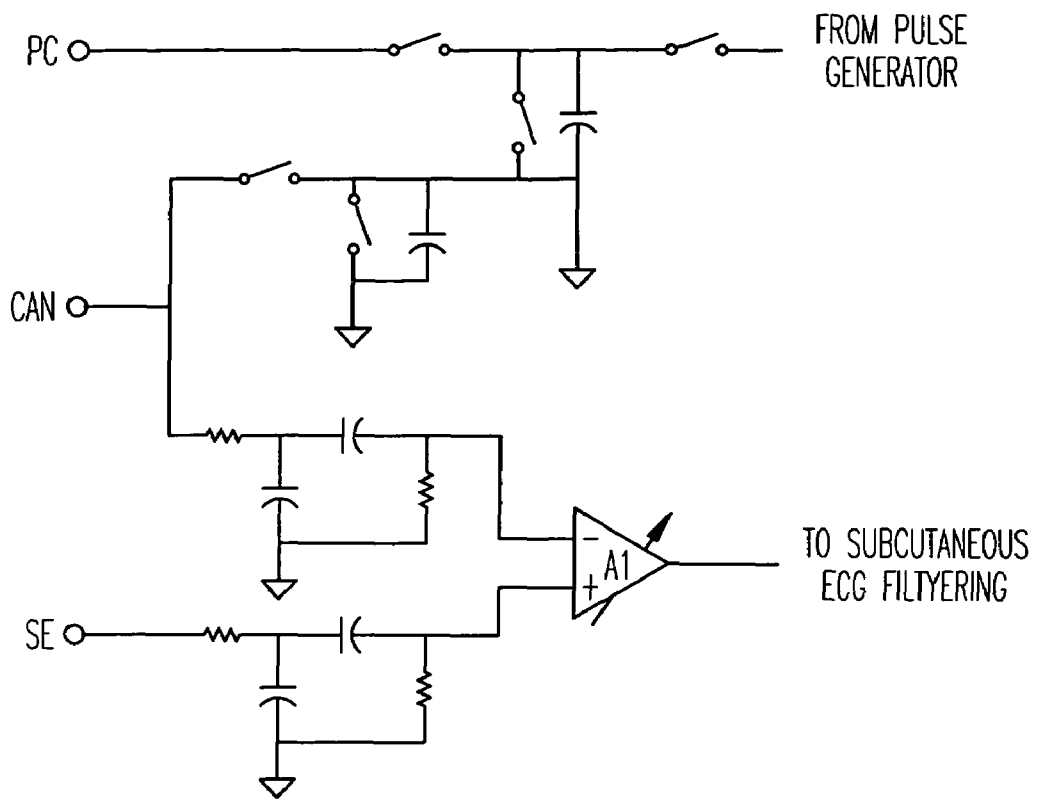 PC
FROM PULSE
GENERATOR
CAN
−
A1
+
TO SUBCUTANEOUS
ECG FILTYERING
SE